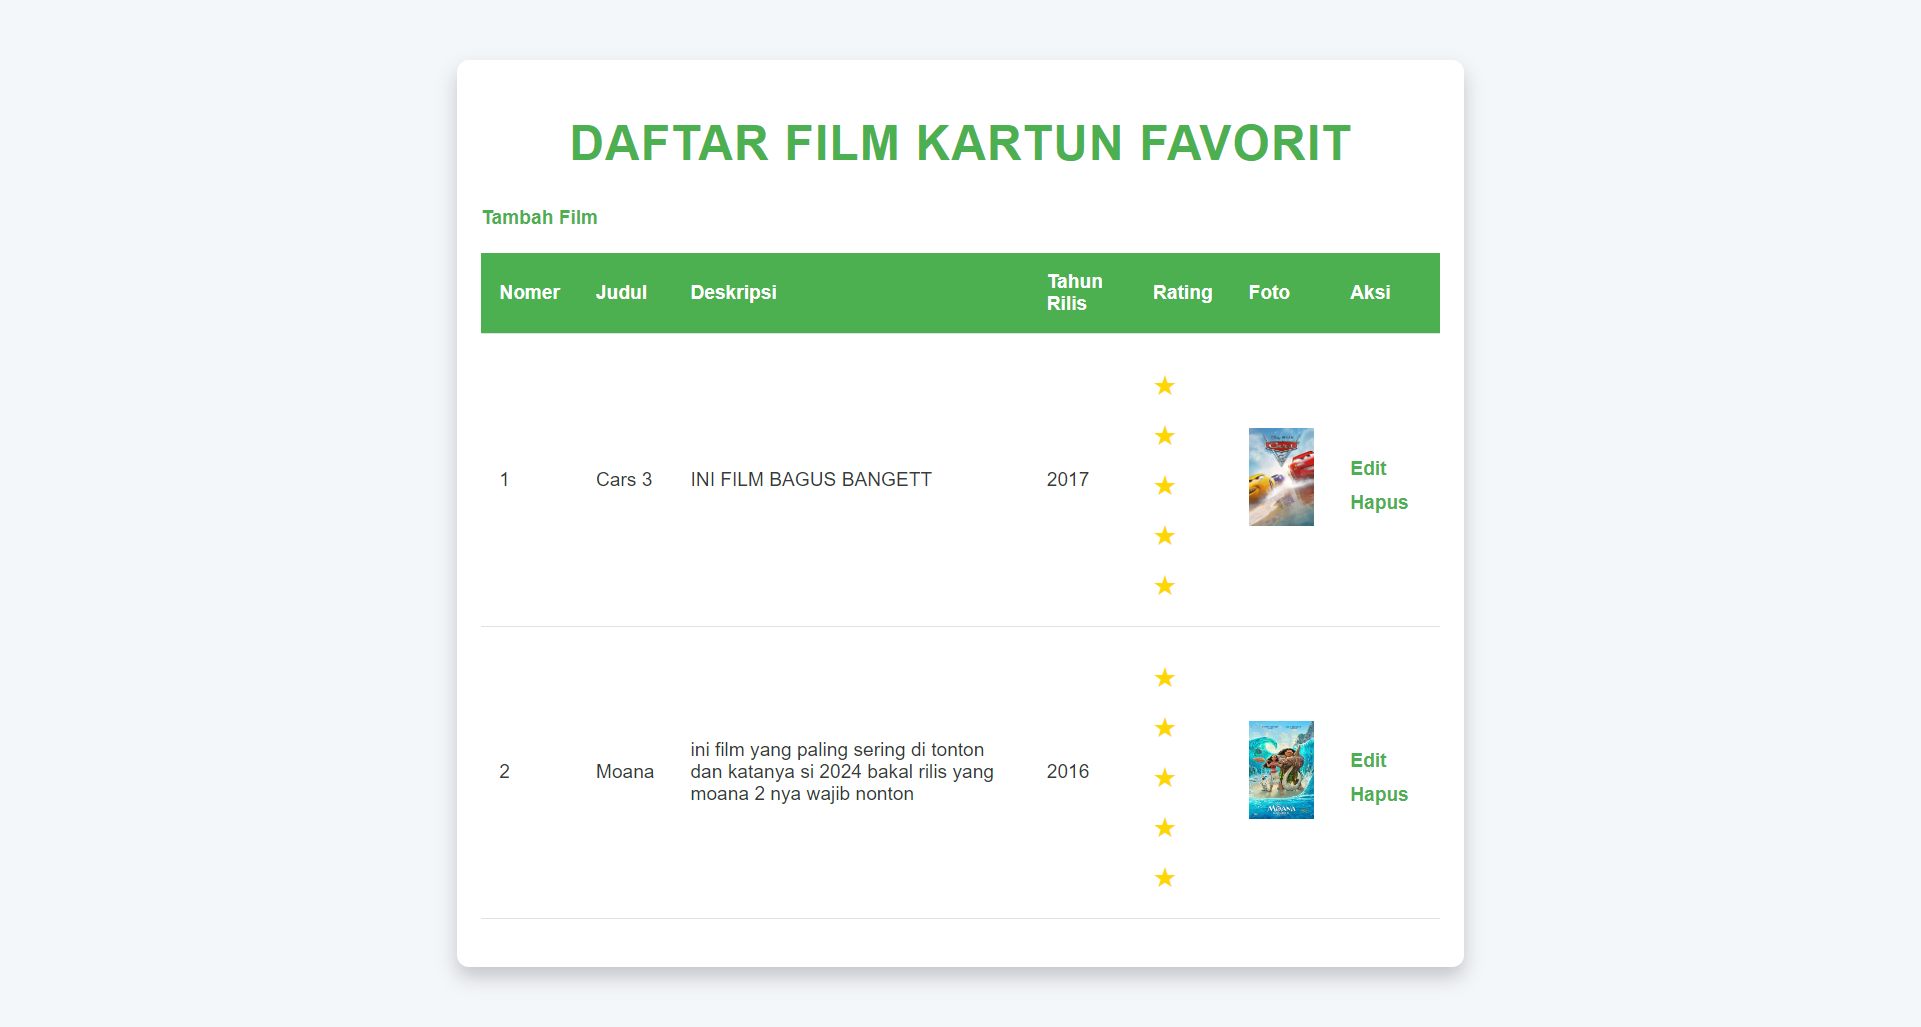 DAFTAR FILM KARTUN FAVORIT
Tambah Film
Nomer Judul Deskripsi Tahun Rilis Rating Foto Aksi
1 Cars 3 INI FILM BAGUS BANGETT 2017 ★ ★ ★ ★ ★ Edit
Hapus
2 Moana ini film yang paling sering di tonton
dan katanya si 2024 bakal rilis yang
moana 2 nya wajib nonton
2016 ★ ★ ★ ★ ★ MOANA Edit
Hapus